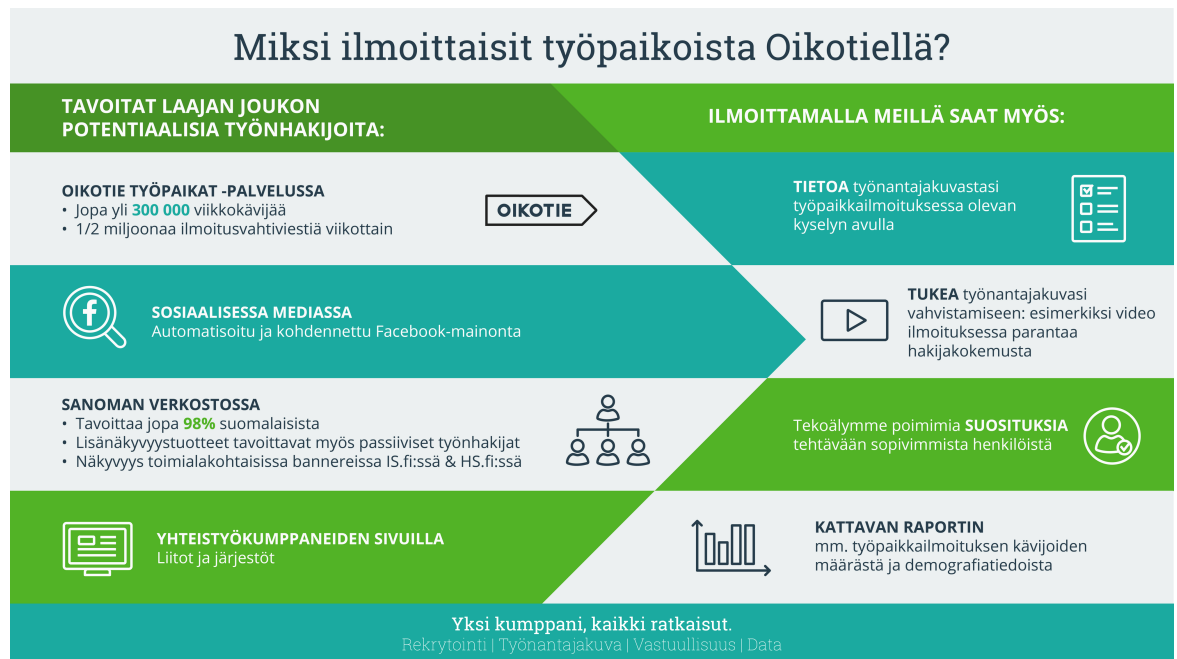 Miksi ilmoittaisit työpaikoista Oikotiellä?
TAVOITAT LAAJAN JOUKON
POTENTIAALISIA TYÖNHAKIJOITA:
OIKOTIE TYÖPAIKAT -PALVELUSSA
• Jopa yli 300 000 viikkokävijää
• 1/2 miljoonaa ilmoitusvahtiviestiä viikottain
OIKOTIE
SOSIAALISESSA MEDIASSA
Automatisoitu ja kohdennettu Facebook-mainonta
SANOMAN VERKOSTOSSA
• Tavoittaa jopa 98% suomalaisista
• Lisänäkyvyystuotteet tavoittavat myös passiiviset työnhakijat
• Näkyvyys toimialakohtaisissa bannereissa IS.fi:ssä & HS.fi:ssä
YHTEISTYÖKUMPPANEIDEN SIVUILLA
Liitot ja järjestöt
ILMOITTAMALLA MEILLÄ SAAT MYÖS:
TIETOA työnantajakuvastasi
työpaikkailmoituksessa olevan
kyselyn avulla
TUKEA työnantajakuvasi
vahvistamiseen: esimerkiksi video
ilmoituksessa parantaa
hakijakokemusta
Tekoälymme poimimia SUOSITUKSIA
tehtävään sopivimmista henkilöistä
KATTAVAN RAPORTIN
mm. työpaikkailmoituksen kävijoiden
määrästä ja demografiatiedoista
Yksi kumppani, kaikki ratkaisut.
Rekrytointi | Työnantajakuva | Vastuullisuus | Data